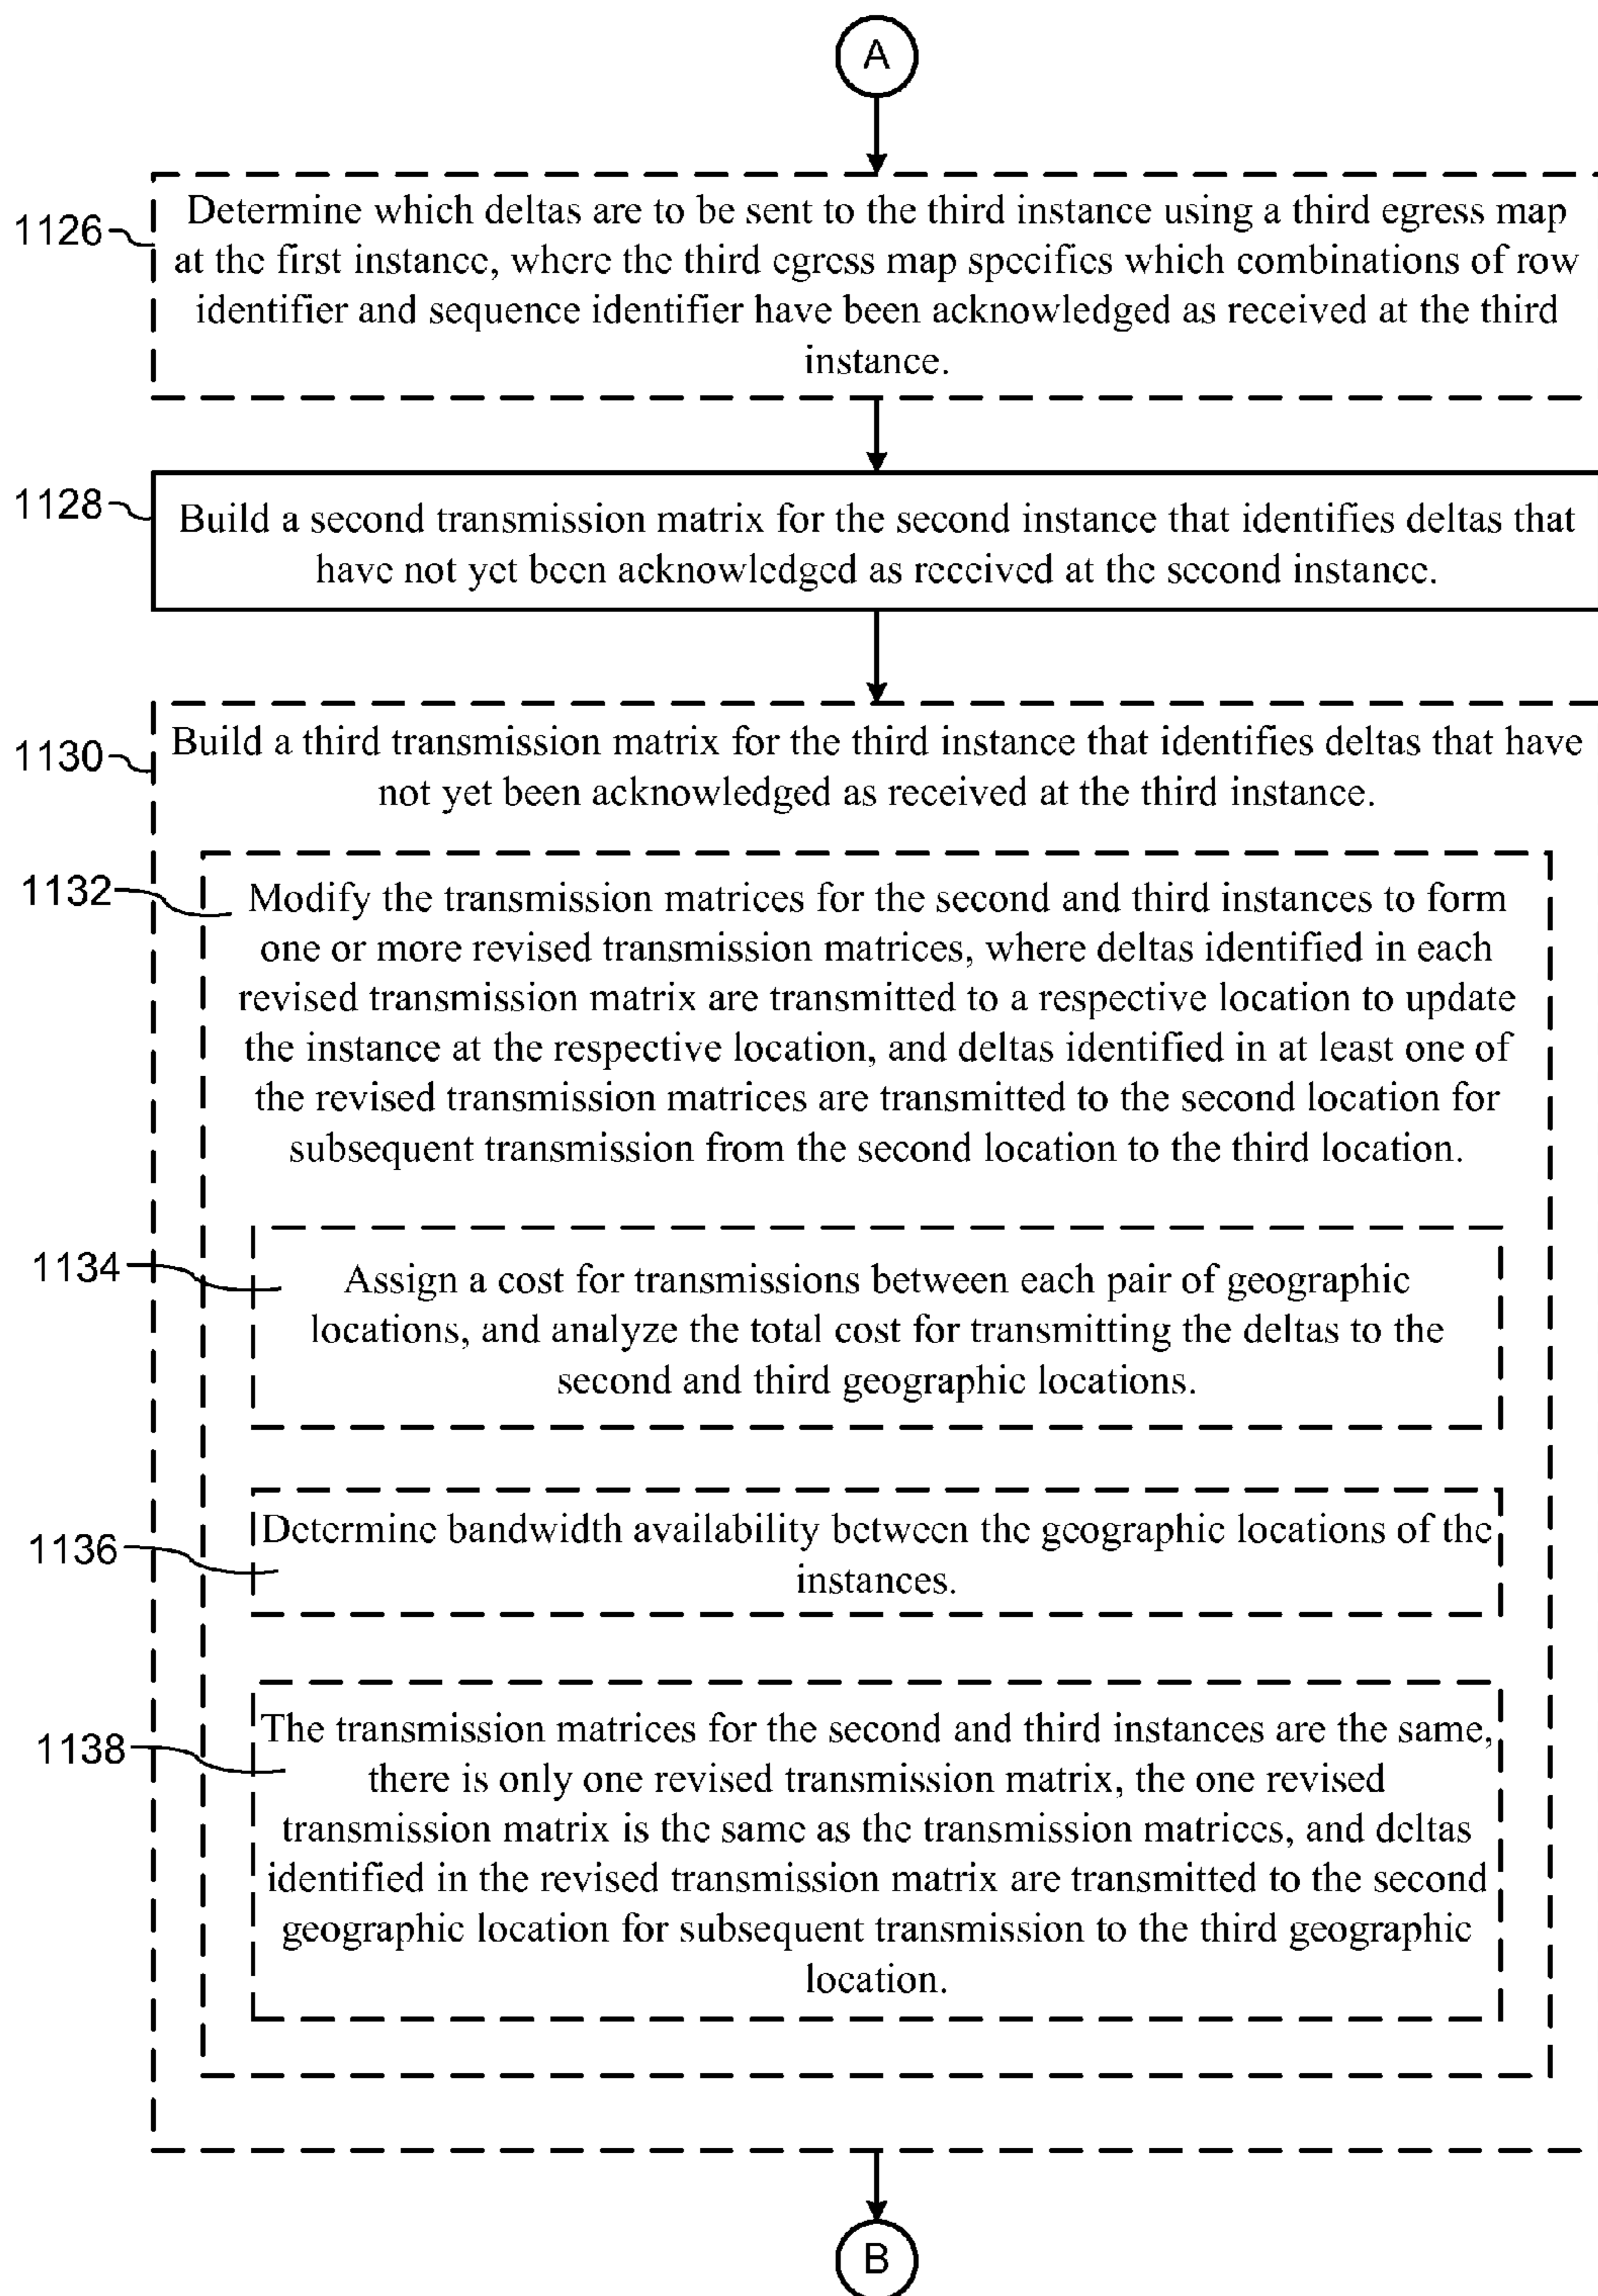 A
1126
Determine which deltas are to be sent to the third instance using a third egress map
at the first instance, where the third egress map specifies which combinations of row
identifier and sequence identifier have been acknowledged as received at the third
instance.
1128
Build a second transmission matrix for the second instance that identifies deltas that
have not yet been acknowledged as received at the second instance.
1130
Build a third transmission matrix for the third instance that identifies deltas that have
not yet been acknowledged as received at the third instance.
1132
Modify the transmission matrices for the second and third instances to form
one or more revised transmission matrices, where deltas identified in each
revised transmission matrix are transmitted to a respective location to update
the instance at the respective location, and deltas identified in at least one of
the revised transmission matrices are transmitted to the second location for
subsequent transmission from the second location to the third location.
1134
Assign a cost for transmissions between each pair of geographic
locations, and analyze the total cost for transmitting the deltas to the
second and third geographic locations.
1136
Determine bandwidth availability between the geographic locations of the
instances.
1138
The transmission matrices for the second and third instances are the same,
there is only one revised transmission matrix, the one revised
transmission matrix is the same as the transmission matrices, and deltas
identified in the revised transmission matrix are transmitted to the second
geographic location for subsequent transmission to the third geographic
location.
B